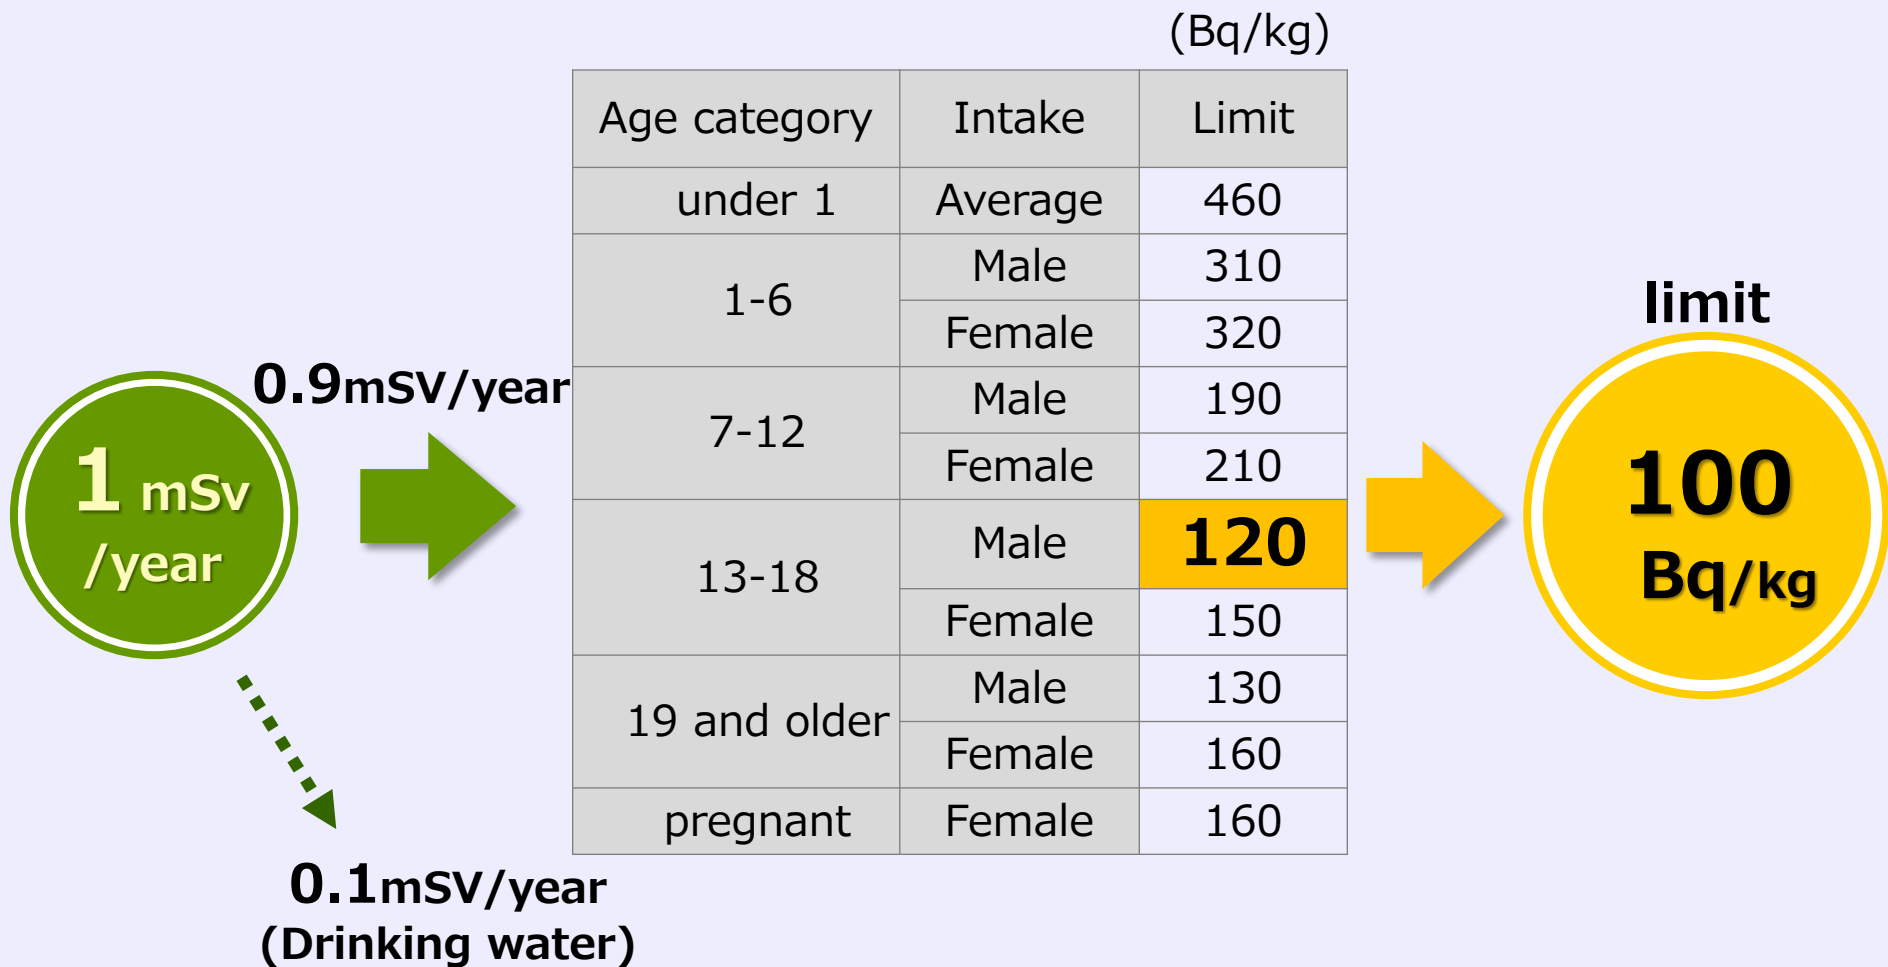 (Bq/kg)
Age category Intake Limit
under 1 Average 460
1-6 Male 310
Female 320
7-12 Male 190
Female 210
13-18 Male 120
Female 150
19 and older Male 130
Female 160
pregnant Female 160
1 mSv
/year
0.9mSV/year
0.1mSV/year
(Drinking water)
limit
100
Bq/kg